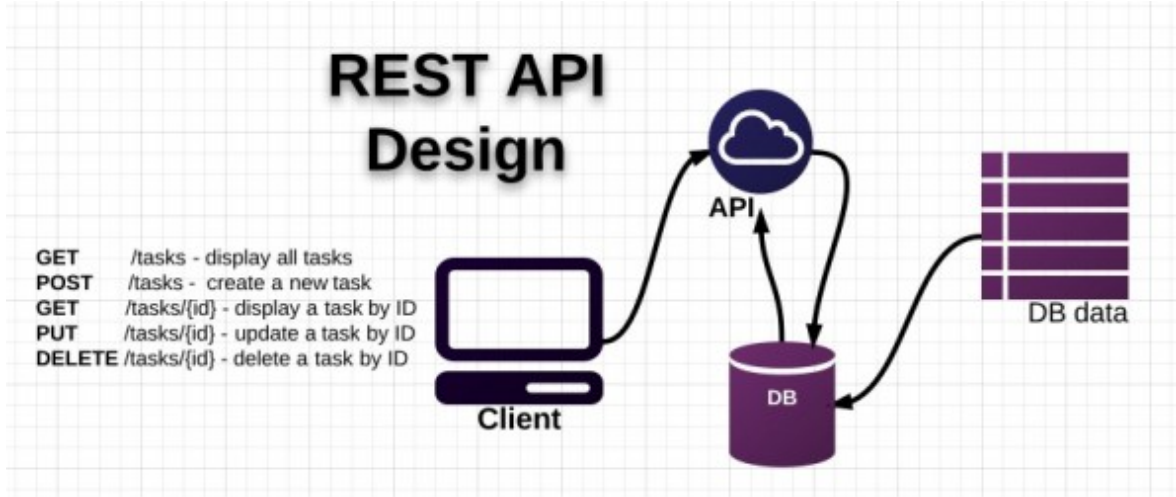 REST API
Design
GET /tasks - display all tasks
POST /tasks - create a new task
GET /tasks/{id} - display a task by ID
PUT /tasks/{id} - update a task by ID
DELETE /tasks/{id} - delete a task by ID
Client
API
DB
DB data